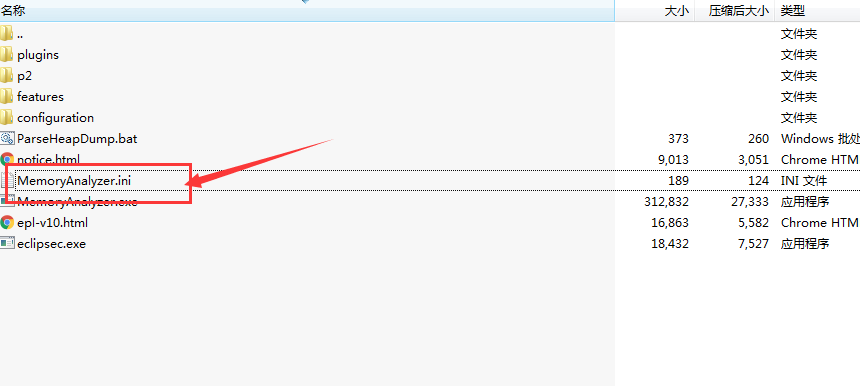 名称 大小 压缩后大小 类型
.. 文件夹
plugins 文件夹
p2 文件夹
features 文件夹
configuration 文件夹
ParseHeapDump.bat 373 260 Windows 批处
notice.html 9,013 3,051 Chrome HTM
MemoryAnalyzer.ini 189 124 INI 文件
MemoryAnalyzer.exe 312,832 27,333 应用程序
epl-v10.html 16,863 5,582 Chrome HTM
eclipsec.exe 18,432 7,527 应用程序